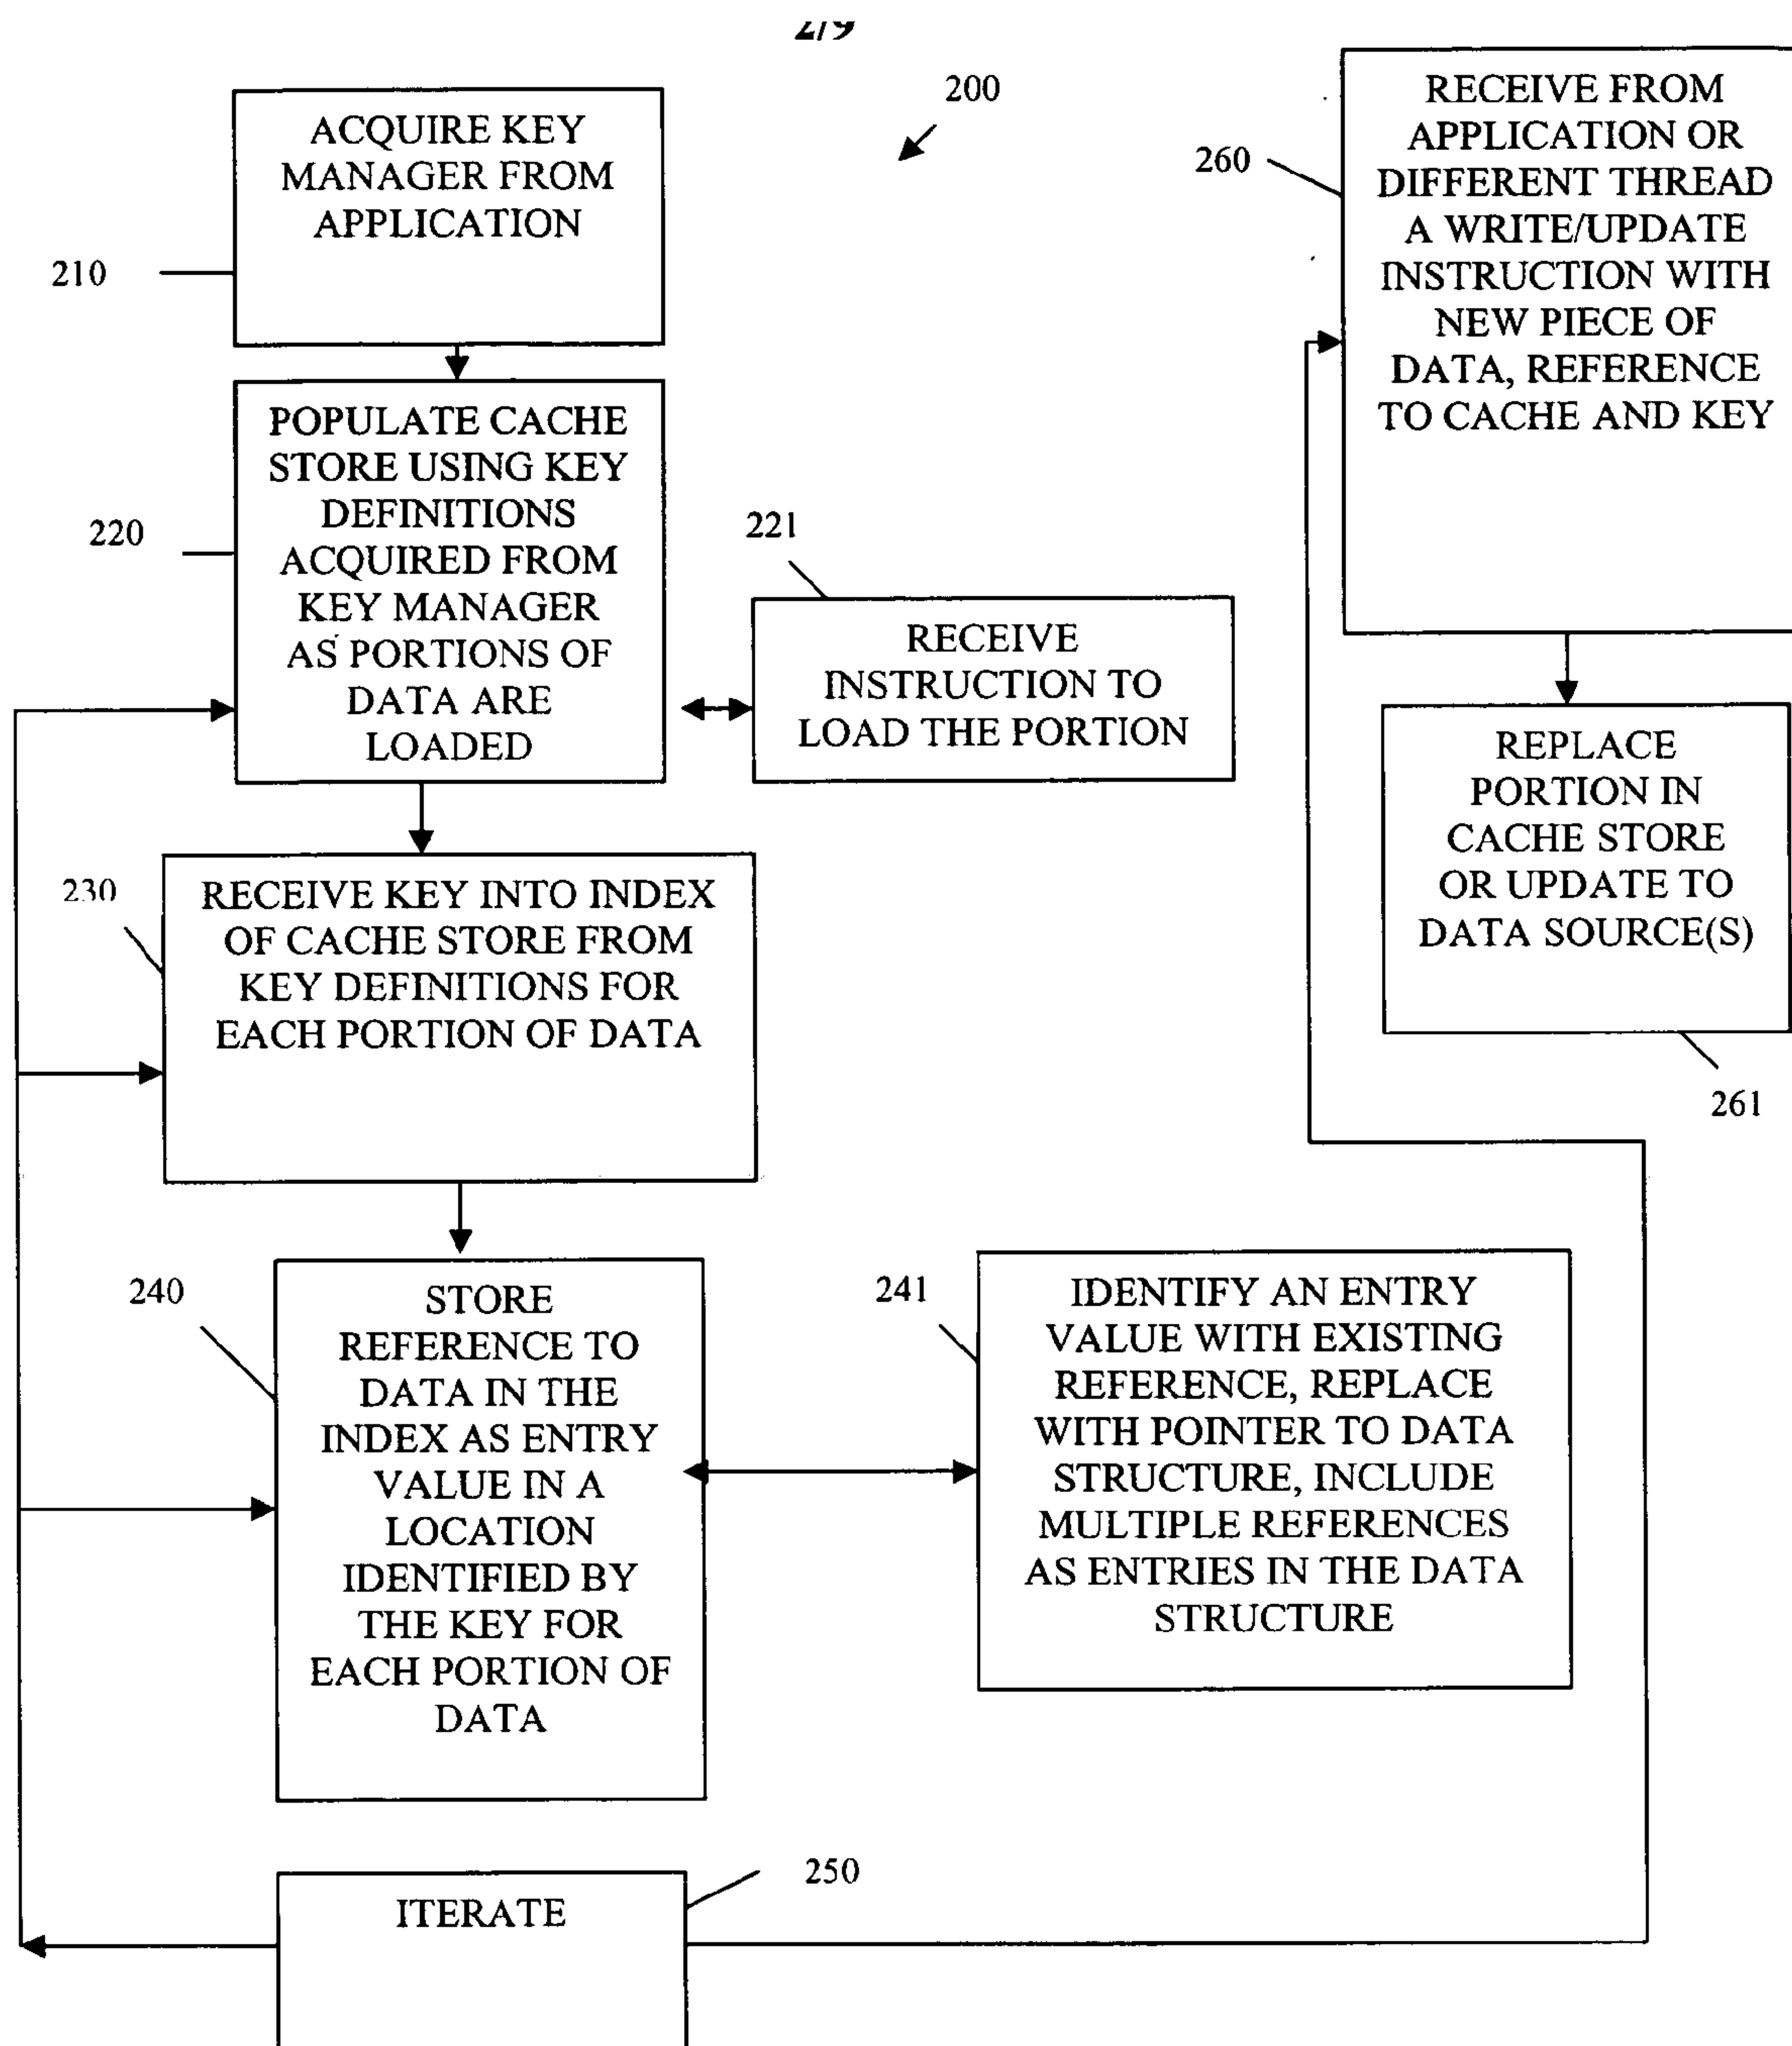 2/9
200
ACQUIRE KEY
MANAGER FROM
APPLICATION
210
POPULATE CACHE
STORE USING KEY
DEFINITIONS
ACQUIRED FROM
KEY MANAGER
AS PORTIONS OF
DATA ARE
LOADED
220
221
RECEIVE
INSTRUCTION TO
LOAD THE PORTION
230
RECEIVE KEY INTO INDEX
OF CACHE STORE FROM
KEY DEFINITIONS FOR
EACH PORTION OF DATA
240
STORE
REFERENCE TO
DATA IN THE
INDEX AS ENTRY
VALUE IN A
LOCATION
IDENTIFIED BY
THE KEY FOR
EACH PORTION OF
DATA
241
IDENTIFY AN ENTRY
VALUE WITH EXISTING
REFERENCE, REPLACE
WITH POINTER TO DATA
STRUCTURE, INCLUDE
MULTIPLE REFERENCES
AS ENTRIES IN THE DATA
STRUCTURE
250
ITERATE
260
RECEIVE FROM
APPLICATION OR
DIFFERENT THREAD
A WRITE/UPDATE
INSTRUCTION WITH
NEW PIECE OF
DATA, REFERENCE
TO CACHE AND KEY
REPLACE
PORTION IN
CACHE STORE
OR UPDATE TO
DATA SOURCE(S)
261